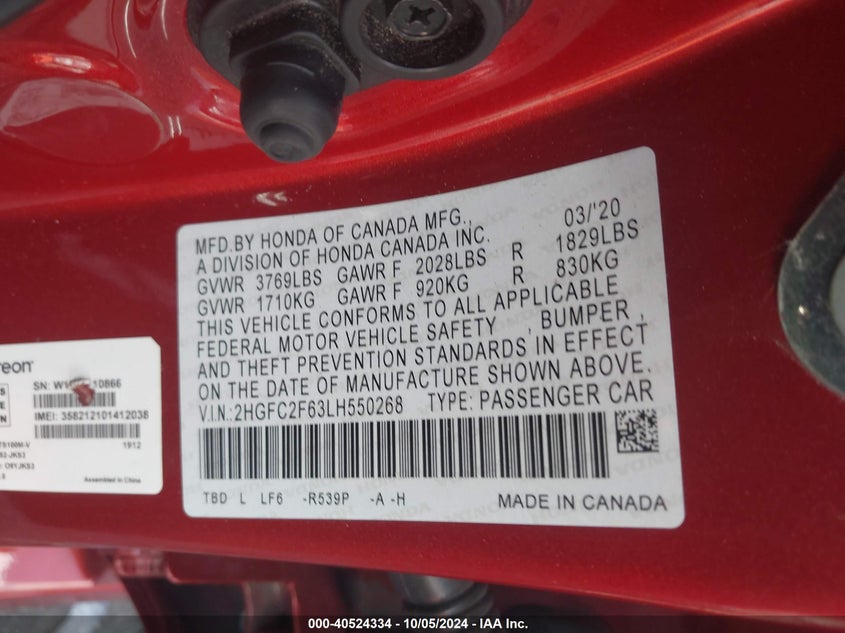 MFD.BY HONDA OF CANADA MFG., 03/'20
A DIVISION OF HONDA CANADA INC.
GVWR 3769LBS GAWR F 2028LBS R 1829LBS
GVWR 1710KG GAWR F 920KG R 830KG
THIS VEHICLE CONFORMS TO ALL APPLICABLE
FEDERAL MOTOR VEHICLE SAFETY , BUMPER ,
AND THEFT PREVENTION STANDARDS IN EFFECT
ON THE DATE OF MANUFACTURE SHOWN ABOVE.
V.I.N.:2HGFC2F63LH550268 TYPE: PASSENGER CAR
TBD L LF6 -R539P -A -H MADE IN CANADA
reon
SN: 10866
IMEI: 358212101412038
1912
Assembled in China
000-40524334 - 10/05/2024 - IAA Inc.